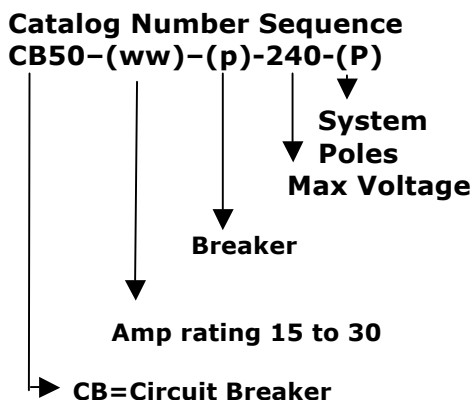 Catalog Number Sequence
CB50–(ww)–(p)-240-(P)
System
Poles
Max Voltage
Breaker
Amp rating 15 to 30
CB=Circuit Breaker